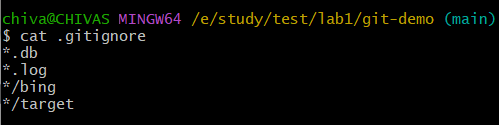 chiva@CHIVAS MINGW64 /e/study/test/lab1/git-demo (main)
$ cat .gitignore
*.db
*.log
*/bing
*/target